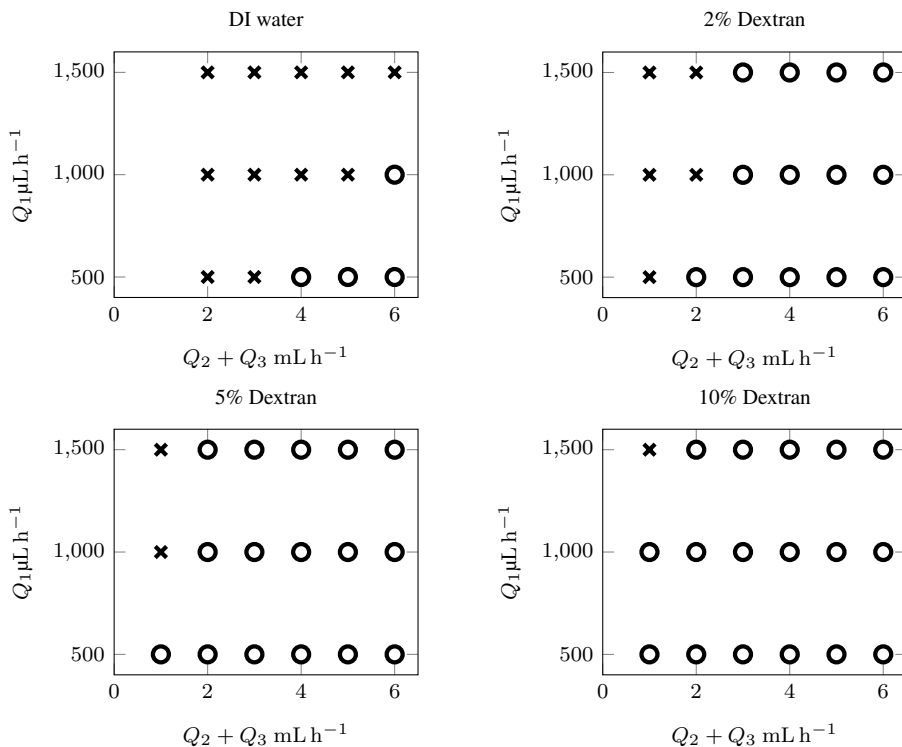 DI water
1,500
1,000
500
0
2
4
6
Q₁µL h⁻¹
Q₂ + Q₃ mL h⁻¹
2% Dextran
1,500
1,000
500
0
2
4
6
Q₁µL h⁻¹
Q₂ + Q₃ mL h⁻¹
5% Dextran
1,500
1,000
500
0
2
4
6
Q₁µL h⁻¹
Q₂ + Q₃ mL h⁻¹
10% Dextran
1,500
1,000
500
0
2
4
6
Q₁µL h⁻¹
Q₂ + Q₃ mL h⁻¹